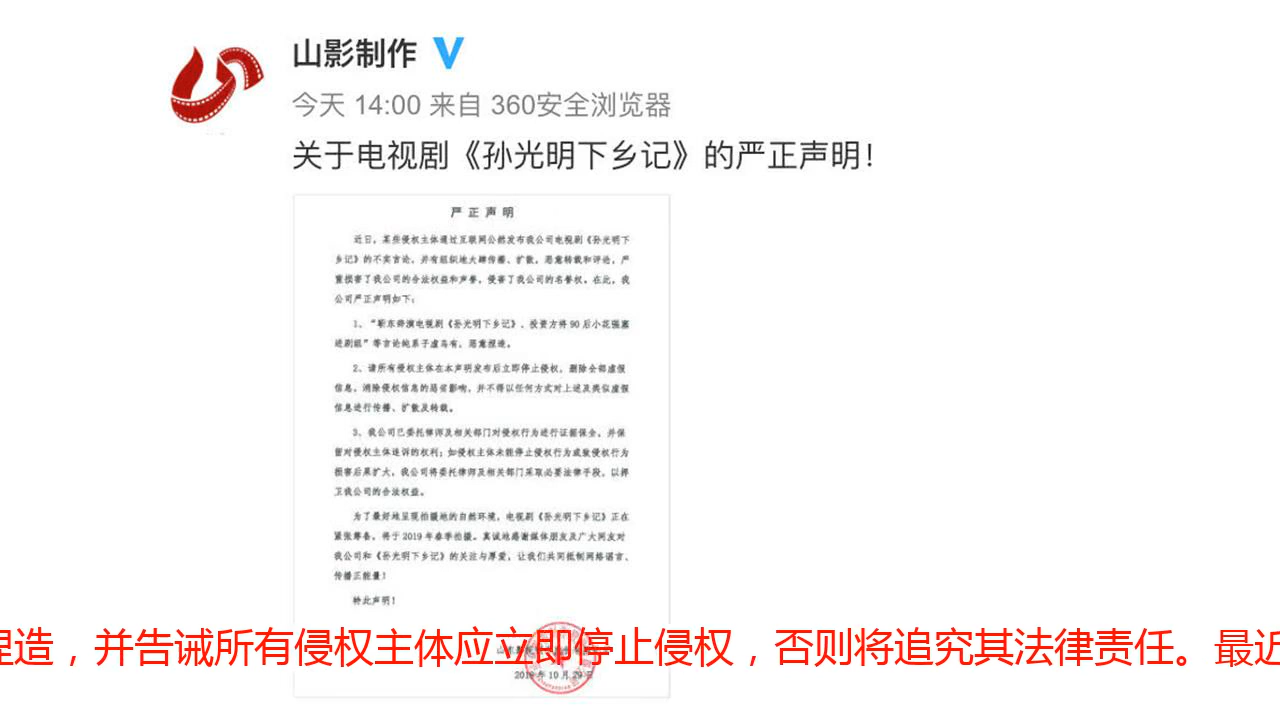 山影制作
今天 14:00 来自 360安全浏览器
关于电视剧《孙光明下乡记》的严正声明！
严正声明
近日，某些侵权主体通过互联网公然发布我公司电视剧《孙光明下
乡记》的不实言论，并有组织地大肆传播、扩散，恶意转载和评论，严
重损害了我公司的合法权益和声誉，侵害了我公司的名誉权。在此，我
公司严正声明如下：
1、“靳东辞演电视剧《孙光明下乡记》、投资方将90后小花强塞
进剧组”等言论纯系子虚乌有、恶意捏造。
2、请所有侵权主体在本声明发布后立即停止侵权，删除全部虚假
信息，消除侵权信息的恶劣影响，并不得以任何方式对上述及类似虚假
信息进行传播、扩散及转载。
3、我公司已委托律师及相关部门对侵权行为进行证据保全，并保
留对侵权主体追诉的权利；如侵权主体未能停止侵权行为或致侵权行为
损害后果扩大，我公司将委托律师及相关部门采取必要法律手段，以捍
卫我公司的合法权益。
为了最好地呈现拍摄地的自然环境，电视剧《孙光明下乡记》正在
紧张筹备，将于2019年春季拍摄。真诚地感谢媒体朋友及广大网友对
我公司和《孙光明下乡记》的关注与厚爱，让我们共同抵制网络谣言、
传播正能量！
特此声明！
捏造，并告诫所有侵权主体应立即停止侵权，否则将追究其法律责任。最近
山东影视
年10月29日